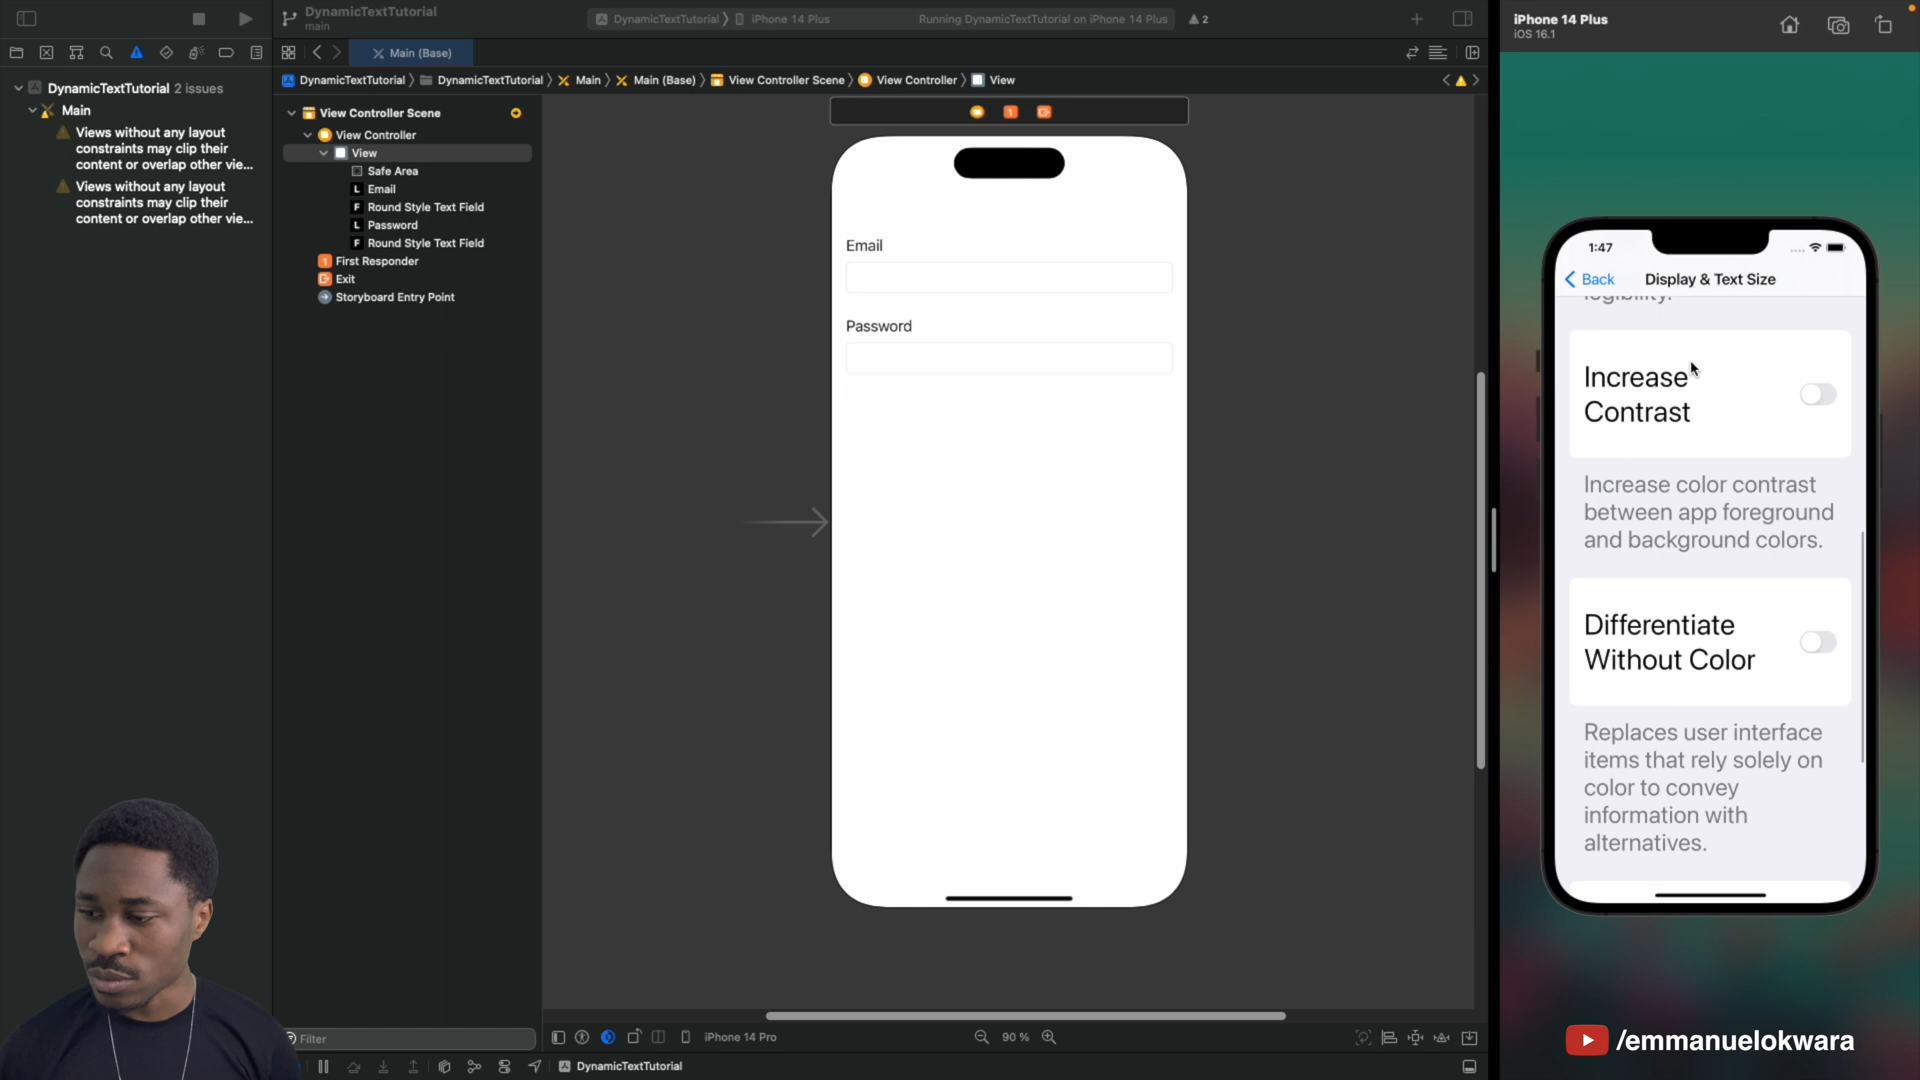 DynamicTextTutorial
main
DynamicTextTutorial
iPhone 14 Plus
Running DynamicTextTutorial on iPhone 14 Plus
2
Main (Base)
DynamicTextTutorial
DynamicTextTutorial
Main
Main (Base)
View Controller Scene
View Controller
View
DynamicTextTutorial 2 issues
Main
Views without any layout
constraints may clip their
content or overlap other vie...
Views without any layout
constraints may clip their
content or overlap other vie...
View Controller Scene
View Controller
View
Safe Area
L Email
F Round Style Text Field
L Password
F Round Style Text Field
1 First Responder
Exit
Storyboard Entry Point
Filter
1
Email
Password
iPhone 14 Pro
90 %
DynamicTextTutorial
iPhone 14 Plus
iOS 16.1
1:47
Back
Display & Text Size
legibility.
Increase
Contrast
Increase color contrast
between app foreground
and background colors.
Differentiate
Without Color
Replaces user interface
items that rely solely on
color to convey
information with
alternatives.
/emmanuelokwara